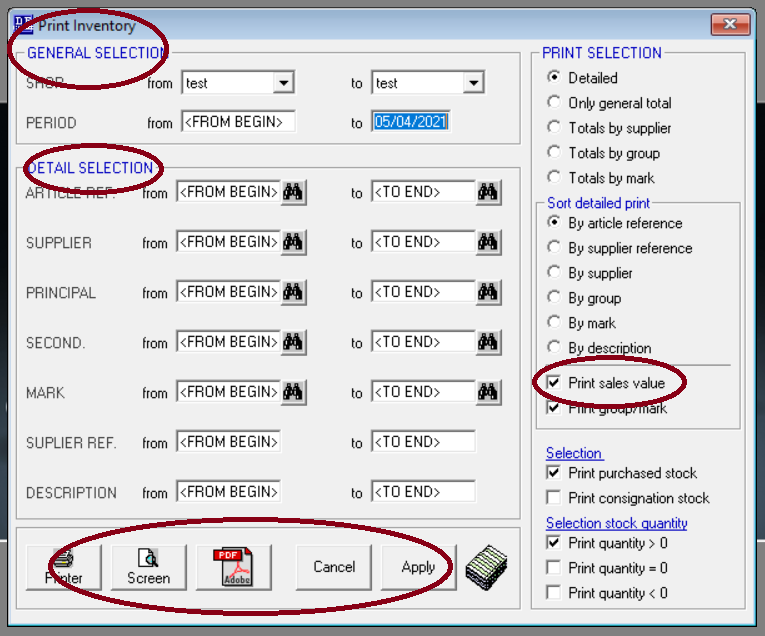 Print Inventory
GENERAL SELECTION
SHOP from test to test
PERIOD from <FROM BEGIN> to 05/04/2021
DETAIL SELECTION
ARTICLE REF. from <FROM BEGIN> to <TO END>
SUPPLIER from <FROM BEGIN> to <TO END>
PRINCIPAL from <FROM BEGIN> to <TO END>
SECOND. from <FROM BEGIN> to <TO END>
MARK from <FROM BEGIN> to <TO END>
SUPLIER REF. from <FROM BEGIN> to <TO END>
DESCRIPTION from <FROM BEGIN> to <TO END>
Printer
Screen
PDF
Adobe
Cancel
Apply
PRINT SELECTION
Detailed
Only general total
Totals by supplier
Totals by group
Totals by mark
Sort detailed print
By article reference
By supplier reference
By supplier
By group
By mark
By description
Print sales value
Print group/mark
Selection
Print purchased stock
Print consignation stock
Selection stock quantity
Print quantity > 0
Print quantity = 0
Print quantity < 0